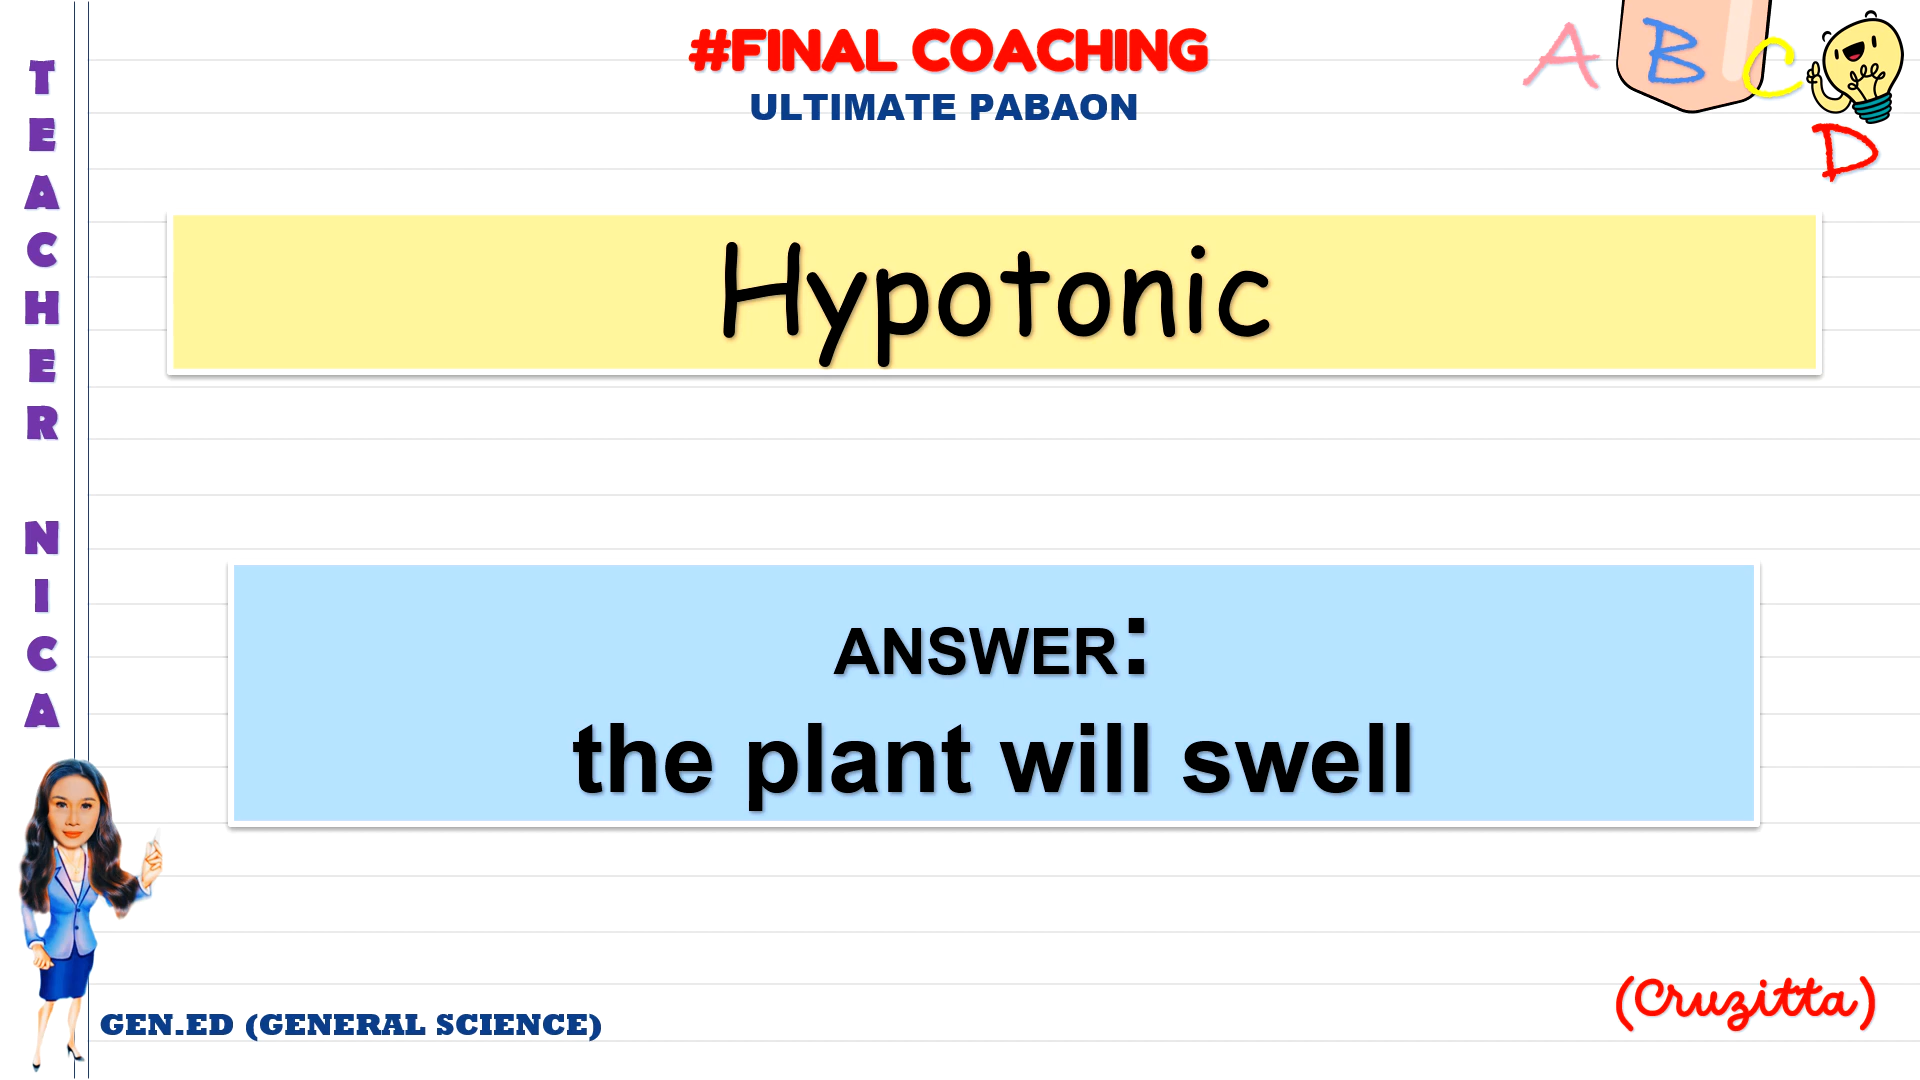 #FINAL COACHING
ULTIMATE PABAON
A B C
D
TEACHER NICA
Hypotonic
ANSWER:
the plant will swell
GEN.ED (GENERAL SCIENCE)
(Cruzitta)